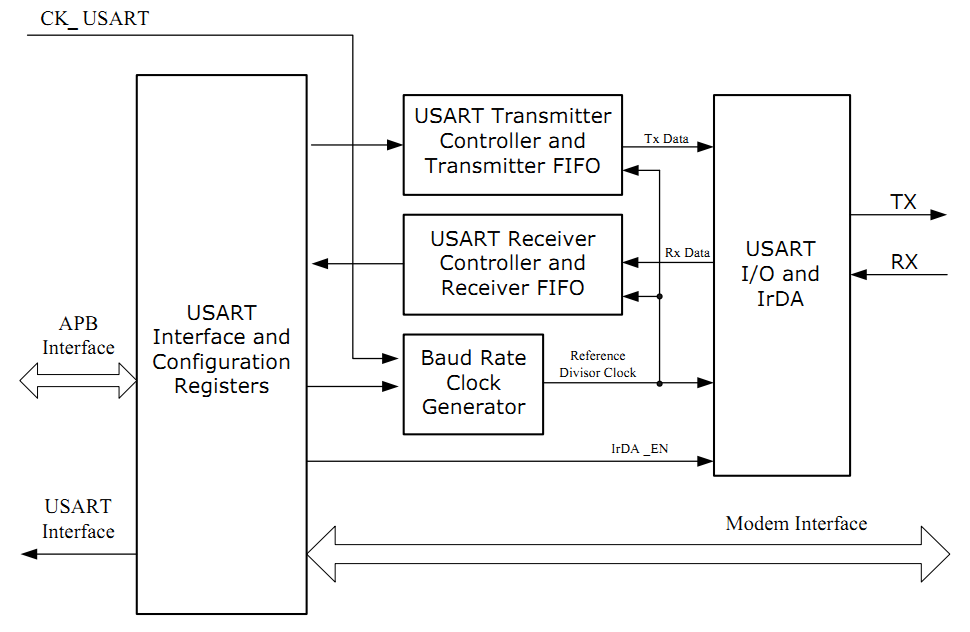 CK_ USART
USART Transmitter
Controller and
Transmitter FIFO
Tx Data
USART Receiver
Controller and
Receiver FIFO
Rx Data
USART
I/O and
IrDA
TX
RX
USART
Interface and
Configuration
Registers
APB
Interface
Baud Rate
Clock
Generator
Reference
Divisor Clock
IrDA _EN
USART
Interface
Modem Interface